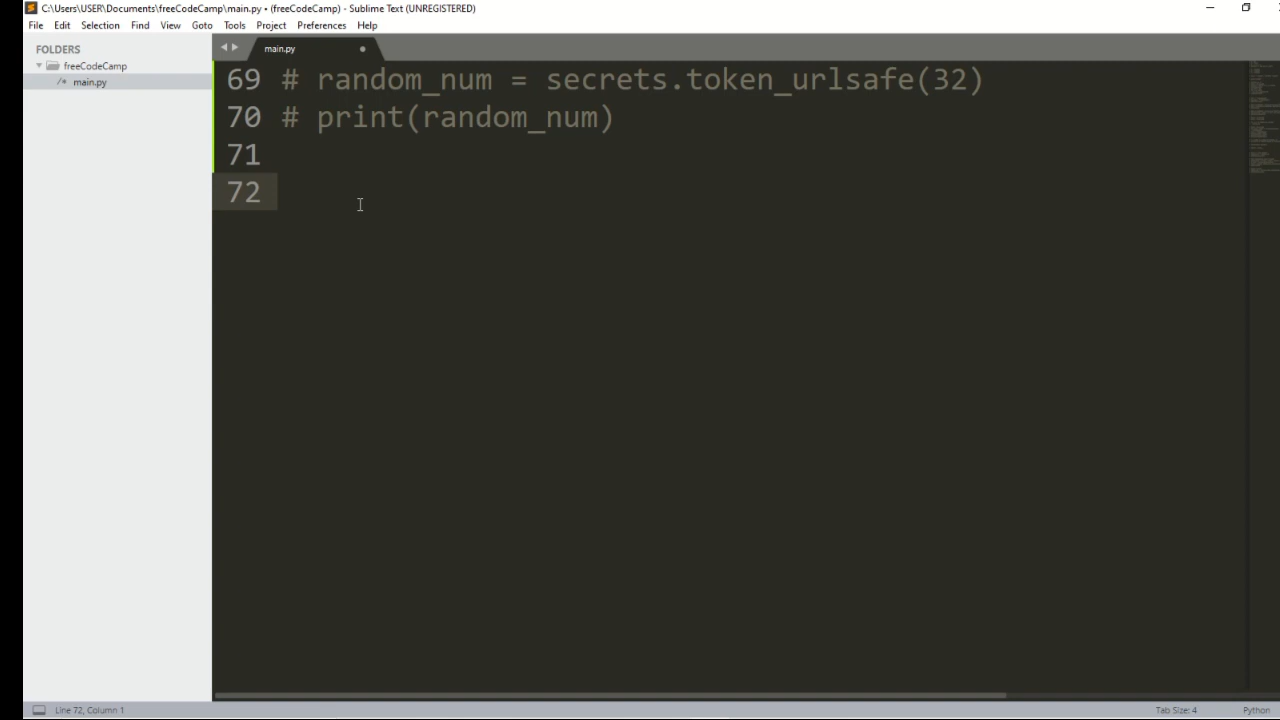 C:\Users\USER\Documents\freeCodeCamp\main.py • (freeCodeCamp) - Sublime Text (UNREGISTERED)
File Edit Selection Find View Goto Tools Project Preferences Help
FOLDERS
freeCodeCamp
/* main.py
main.py
69 # random_num = secrets.token_urlsafe(32)
70 # print(random_num)
71
72
Line 72, Column 1
Tab Size: 4
Python